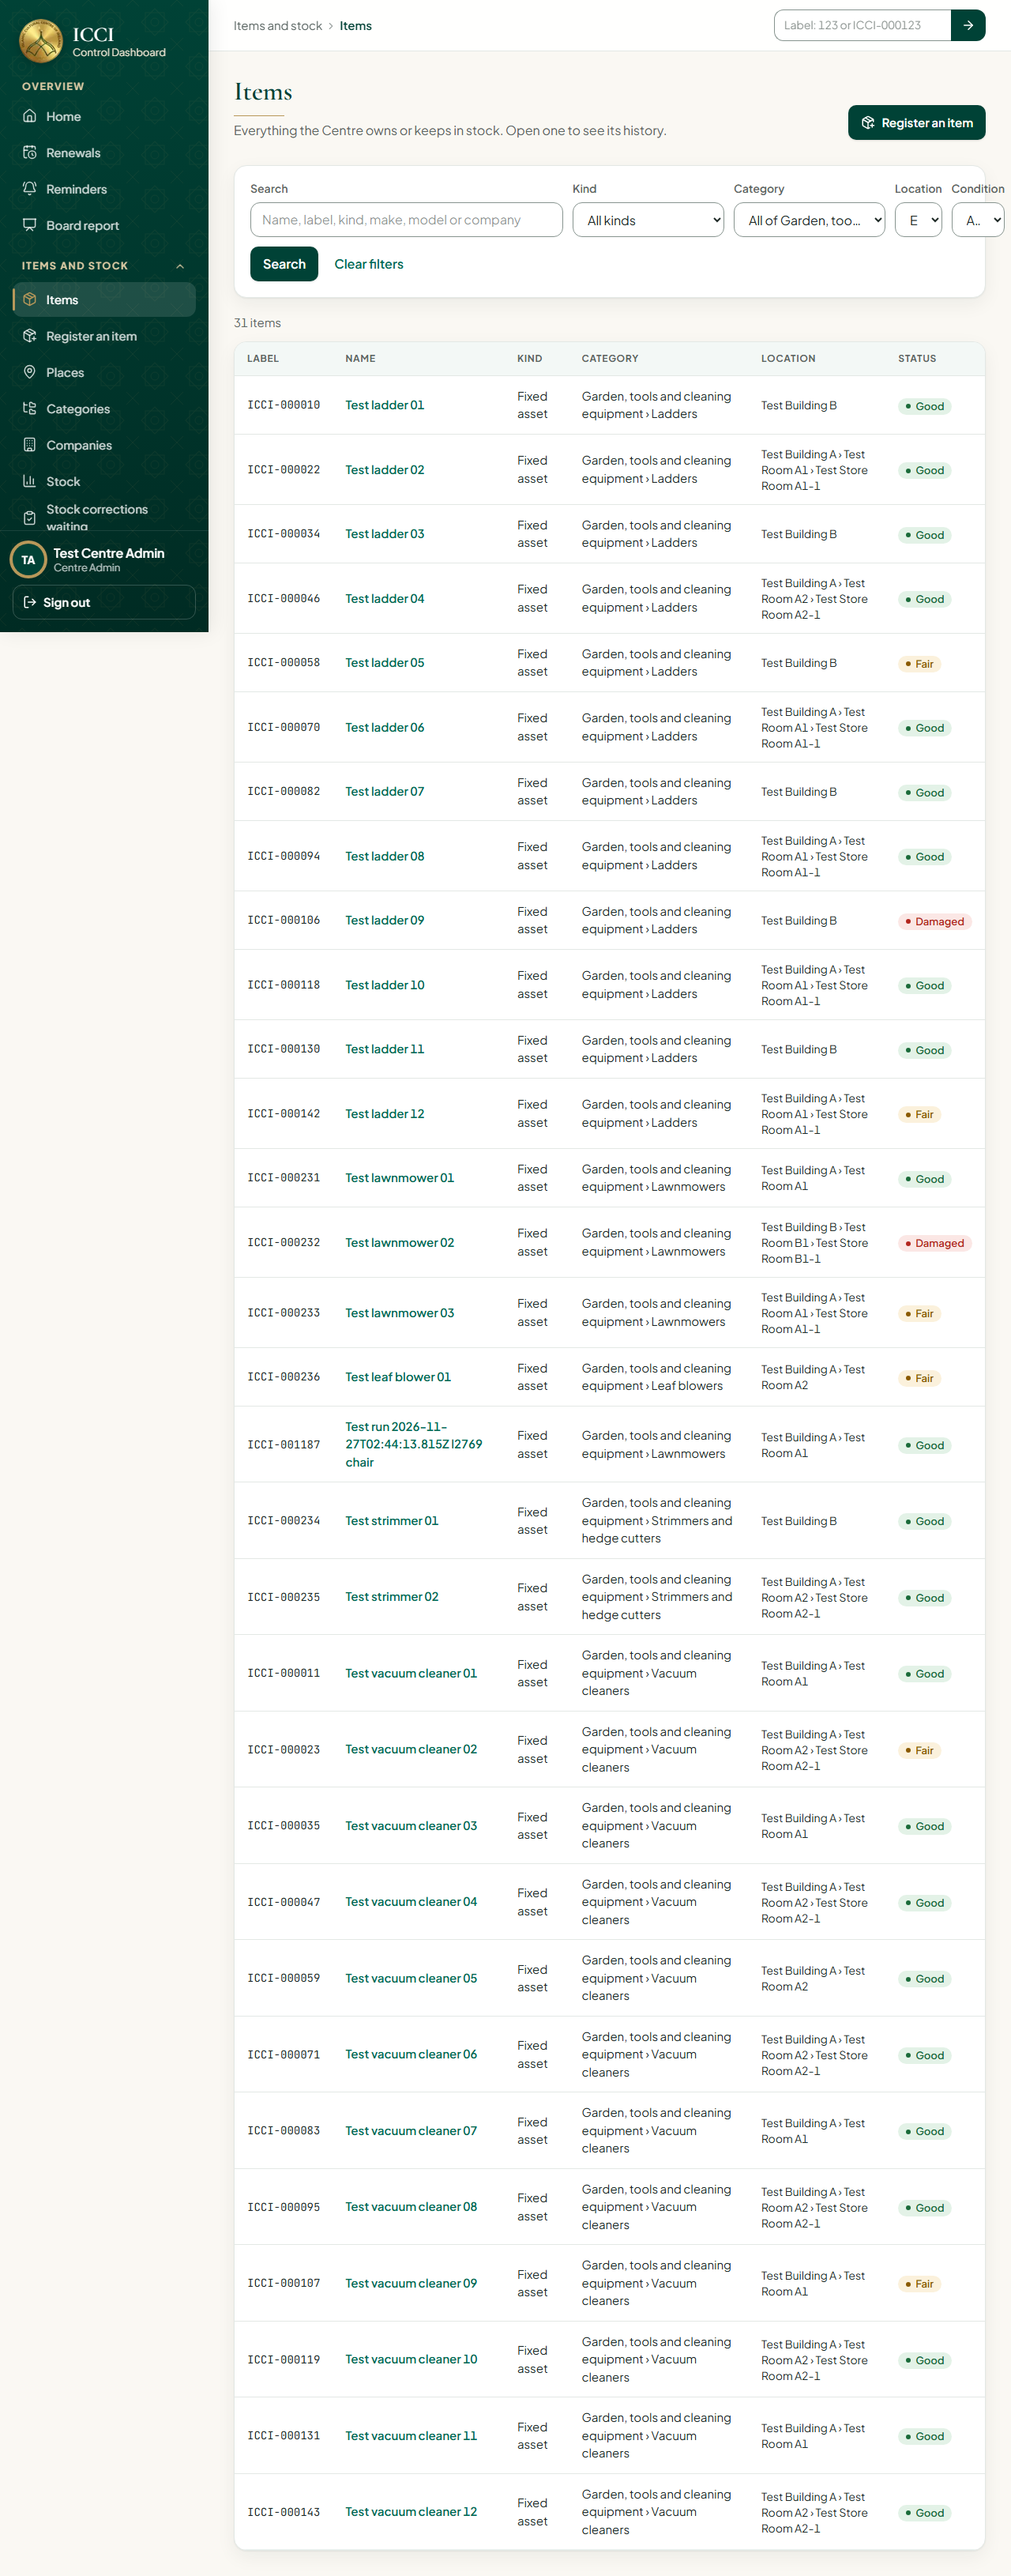 ICCI
Control Dashboard
OVERVIEW
Home
Renewals
Reminders
Board report
ITEMS AND STOCK
Items
Register an item
Places
Categories
Companies
Stock
Stock corrections
waiting
TA
Test Centre Admin
Centre Admin
Sign out
Items and stock › Items
Label: 123 or ICCI-000123
Items
Everything the Centre owns or keeps in stock. Open one to see its history.
Register an item
Search
Kind
Category
Location
Condition
Name, label, kind, make, model or company
All kinds
All of Garden, too...
E
A..
Search
Clear filters
31 items
LABEL NAME KIND CATEGORY LOCATION STATUS
ICCI-000010 Test ladder 01 Fixed asset Garden, tools and cleaning equipment › Ladders Test Building B Good
ICCI-000022 Test ladder 02 Fixed asset Garden, tools and cleaning equipment › Ladders Test Building A › Test Room A1 › Test Store Room A1-1 Good
ICCI-000034 Test ladder 03 Fixed asset Garden, tools and cleaning equipment › Ladders Test Building B Good
ICCI-000046 Test ladder 04 Fixed asset Garden, tools and cleaning equipment › Ladders Test Building A › Test Room A2 › Test Store Room A2-1 Good
ICCI-000058 Test ladder 05 Fixed asset Garden, tools and cleaning equipment › Ladders Test Building B Fair
ICCI-000070 Test ladder 06 Fixed asset Garden, tools and cleaning equipment › Ladders Test Building A › Test Room A1 › Test Store Room A1-1 Good
ICCI-000082 Test ladder 07 Fixed asset Garden, tools and cleaning equipment › Ladders Test Building B Good
ICCI-000094 Test ladder 08 Fixed asset Garden, tools and cleaning equipment › Ladders Test Building A › Test Room A1 › Test Store Room A1-1 Good
ICCI-000106 Test ladder 09 Fixed asset Garden, tools and cleaning equipment › Ladders Test Building B Damaged
ICCI-000118 Test ladder 10 Fixed asset Garden, tools and cleaning equipment › Ladders Test Building A › Test Room A1 › Test Store Room A1-1 Good
ICCI-000130 Test ladder 11 Fixed asset Garden, tools and cleaning equipment › Ladders Test Building B Good
ICCI-000142 Test ladder 12 Fixed asset Garden, tools and cleaning equipment › Ladders Test Building A › Test Room A1 › Test Store Room A1-1 Fair
ICCI-000231 Test lawnmower 01 Fixed asset Garden, tools and cleaning equipment › Lawnmowers Test Building A › Test Room A1 Good
ICCI-000232 Test lawnmower 02 Fixed asset Garden, tools and cleaning equipment › Lawnmowers Test Building B › Test Room B1 › Test Store Room B1-1 Damaged
ICCI-000233 Test lawnmower 03 Fixed asset Garden, tools and cleaning equipment › Lawnmowers Test Building A › Test Room A1 › Test Store Room A1-1 Fair
ICCI-000236 Test leaf blower 01 Fixed asset Garden, tools and cleaning equipment › Leaf blowers Test Building A › Test Room A2 Fair
ICCI-001187 Test run 2026-11-27T02:44:13.815Z l2769 chair Fixed asset Garden, tools and cleaning equipment › Lawnmowers Test Building A › Test Room A1 Good
ICCI-000234 Test strimmer 01 Fixed asset Garden, tools and cleaning equipment › Strimmers and hedge cutters Test Building B Good
ICCI-000235 Test strimmer 02 Fixed asset Garden, tools and cleaning equipment › Strimmers and hedge cutters Test Building A › Test Room A2 › Test Store Room A2-1 Good
ICCI-000011 Test vacuum cleaner 01 Fixed asset Garden, tools and cleaning equipment › Vacuum cleaners Test Building A › Test Room A1 Good
ICCI-000023 Test vacuum cleaner 02 Fixed asset Garden, tools and cleaning equipment › Vacuum cleaners Test Building A › Test Room A2 › Test Store Room A2-1 Fair
ICCI-000035 Test vacuum cleaner 03 Fixed asset Garden, tools and cleaning equipment › Vacuum cleaners Test Building A › Test Room A1 Good
ICCI-000047 Test vacuum cleaner 04 Fixed asset Garden, tools and cleaning equipment › Vacuum cleaners Test Building A › Test Room A2 › Test Store Room A2-1 Good
ICCI-000059 Test vacuum cleaner 05 Fixed asset Garden, tools and cleaning equipment › Vacuum cleaners Test Building A › Test Room A2 Good
ICCI-000071 Test vacuum cleaner 06 Fixed asset Garden, tools and cleaning equipment › Vacuum cleaners Test Building A › Test Room A2 › Test Store Room A2-1 Good
ICCI-000083 Test vacuum cleaner 07 Fixed asset Garden, tools and cleaning equipment › Vacuum cleaners Test Building A › Test Room A1 Good
ICCI-000095 Test vacuum cleaner 08 Fixed asset Garden, tools and cleaning equipment › Vacuum cleaners Test Building A › Test Room A2 › Test Store Room A2-1 Good
ICCI-000107 Test vacuum cleaner 09 Fixed asset Garden, tools and cleaning equipment › Vacuum cleaners Test Building A › Test Room A1 Fair
ICCI-000119 Test vacuum cleaner 10 Fixed asset Garden, tools and cleaning equipment › Vacuum cleaners Test Building A › Test Room A2 › Test Store Room A2-1 Good
ICCI-000131 Test vacuum cleaner 11 Fixed asset Garden, tools and cleaning equipment › Vacuum cleaners Test Building A › Test Room A1 Good
ICCI-000143 Test vacuum cleaner 12 Fixed asset Garden, tools and cleaning equipment › Vacuum cleaners Test Building A › Test Room A2 › Test Store Room A2-1 Good